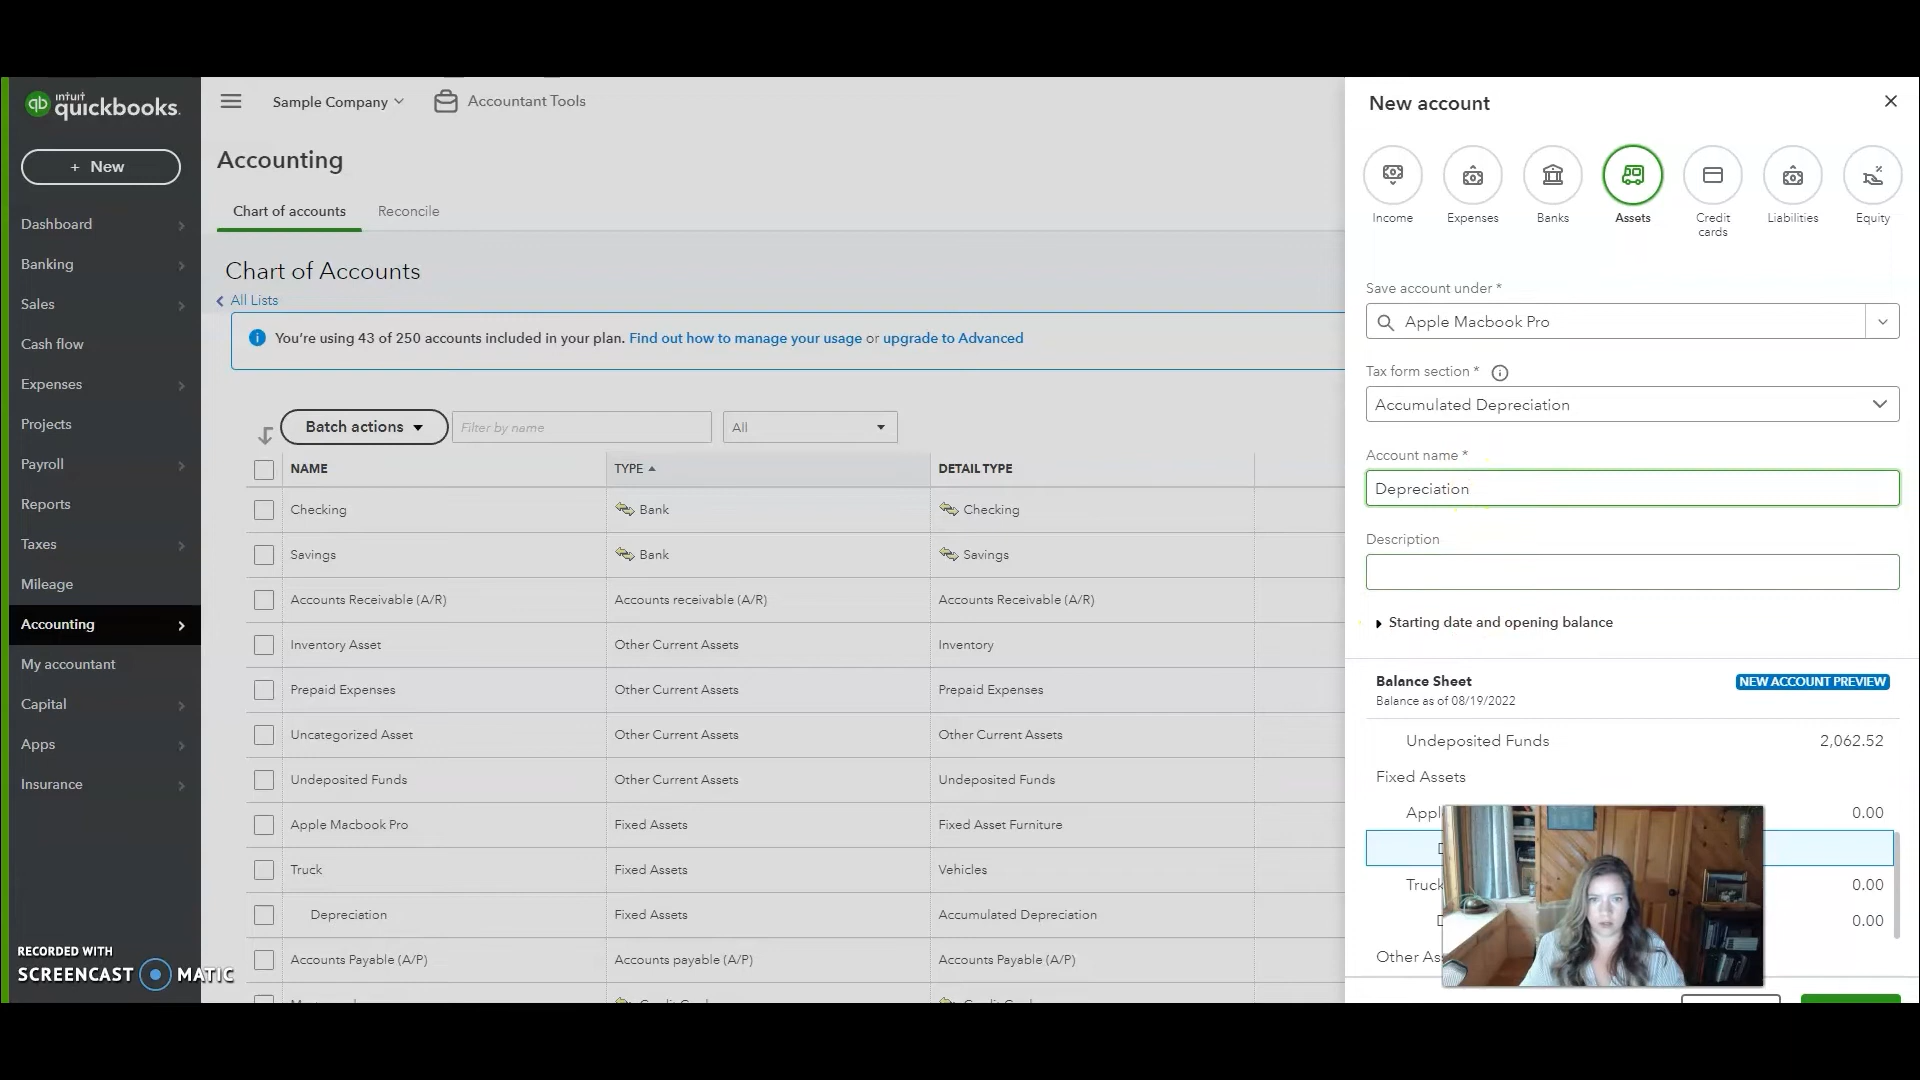 intuit
quickbooks.
+ New
Dashboard
Banking
Sales
Cash flow
Expenses
Projects
Payroll
Reports
Taxes
Mileage
Accounting
My accountant
Capital
Apps
Insurance
RECORDED WITH
SCREENCAST MATIC
Sample Company
Accountant Tools
Accounting
Chart of accounts
Reconcile
Chart of Accounts
All Lists
You're using 43 of 250 accounts included in your plan. Find out how to manage your usage or upgrade to Advanced
Batch actions
Filter by name
All
NAME TYPE DETAIL TYPE
Checking Bank Checking
Savings Bank Savings
Accounts Receivable (A/R) Accounts receivable (A/R) Accounts Receivable (A/R)
Inventory Asset Other Current Assets Inventory
Prepaid Expenses Other Current Assets Prepaid Expenses
Uncategorized Asset Other Current Assets Other Current Assets
Undeposited Funds Other Current Assets Undeposited Funds
Apple Macbook Pro Fixed Assets Fixed Asset Furniture
Truck Fixed Assets Vehicles
Depreciation Fixed Assets Accumulated Depreciation
Accounts Payable (A/P) Accounts payable (A/P) Accounts Payable (A/P)
New account
Income
Expenses
Banks
Assets
Credit
cards
Liabilities
Equity
Save account under *
Apple Macbook Pro
Tax form section *
Accumulated Depreciation
Account name *
Depreciation
Description
Starting date and opening balance
Balance Sheet
NEW ACCOUNT PREVIEW
Balance as of 08/19/2022
Undeposited Funds 2,062.52
Fixed Assets
0.00
Truck 0.00
0.00
Other